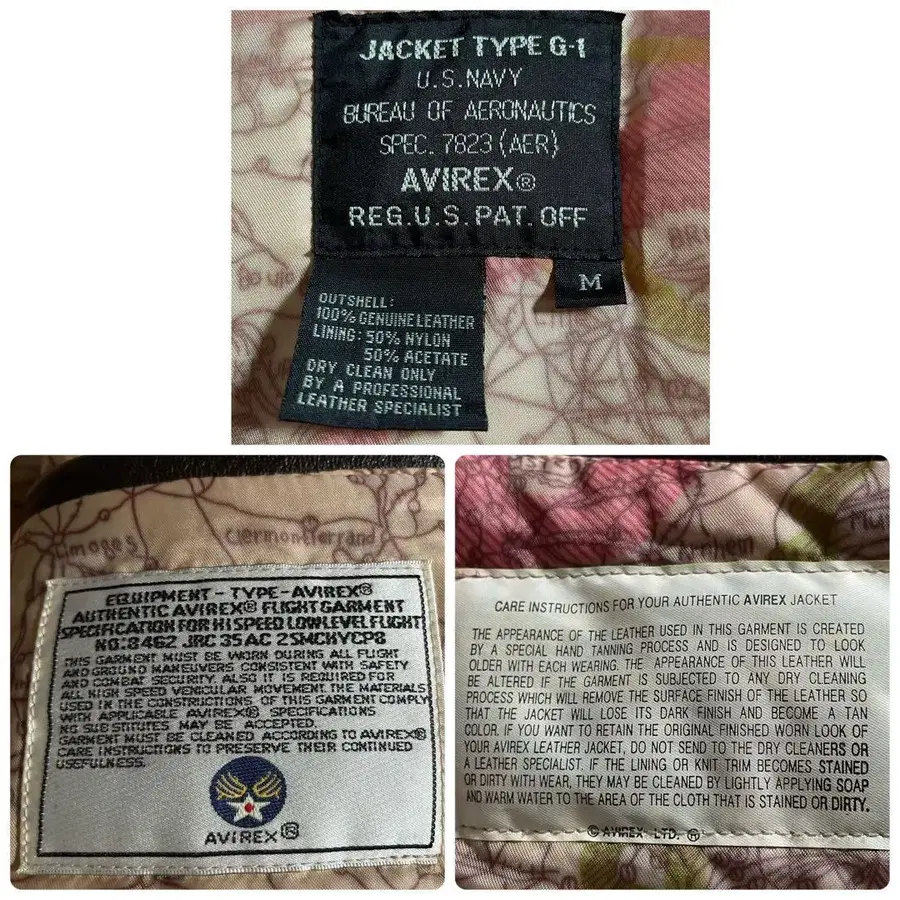 JACKET TYPE G-1
U.S.NAVY
BUREAU OF AERONAUTICS
SPEC. 7823 (AER)
AVIREX®
REG.U.S.PAT. OFF
M
OUTSHELL:
100% GENUINE LEATHER
LINING: 50% NYLON
50% ACETATE
DRY CLEAN ONLY
BY A PROFESSIONAL
LEATHER SPECIALIST
Limoges
Clermont Ferrand
EQUIPMENT - TYPE - AVIREX®
AUTHENTIC AVIREX® FLIGHT GARMENT
SPECIFICATION FOR HI SPEED LOW LEVEL FLIGHT
NO.8462 JRC 35 AC 2SMCKYCP8
THIS GARMENT MUST BE WORN DURING ALL FLIGHT
AND GROUND MANEUVERS CONSISTENT WITH SAFETY
AND COMBAT SECURITY. ALSO IT IS REQUIRED FOR
ALL HIGH SPEED VEHICULAR MOVEMENT. THE MATERIALS
USED IN THE CONSTRUCTIONS OF THIS GARMENT COMPLY
WITH APPLICABLE AVIREX® SPECIFICATIONS
NO SUBSTITUTES MAY BE ACCEPTED.
GARMENT MUST BE CLEANED ACCORDING TO AVIREX®
CARE INSTRUCTIONS TO PRESERVE THEIR CONTINUED
USEFULNESS.
AVIREX®
Arnhem
CARE INSTRUCTIONS FOR YOUR AUTHENTIC AVIREX JACKET
THE APPEARANCE OF THE LEATHER USED IN THIS GARMENT IS CREATED
BY A SPECIAL HAND TANNING PROCESS AND IS DESIGNED TO LOOK
OLDER WITH EACH WEARING. THE APPEARANCE OF THIS LEATHER WILL
BE ALTERED IF THE GARMENT IS SUBJECTED TO ANY DRY CLEANING
PROCESS WHICH WILL REMOVE THE SURFACE FINISH OF THE LEATHER SO
THAT THE JACKET WILL LOSE ITS DARK FINISH AND BECOME A TAN
COLOR. IF YOU WANT TO RETAIN THE ORIGINAL FINISHED WORN LOOK OF
YOUR AVIREX LEATHER JACKET, DO NOT SEND TO THE DRY CLEANERS OR
A LEATHER SPECIALIST. IF THE LINING OR KNIT TRIM BECOMES STAINED
OR DIRTY WITH WEAR, THEY MAY BE CLEANED BY LIGHTLY APPLYING SOAP
AND WARM WATER TO THE AREA OF THE CLOTH THAT IS STAINED OR DIRTY.
© AVIREX LTD. ®